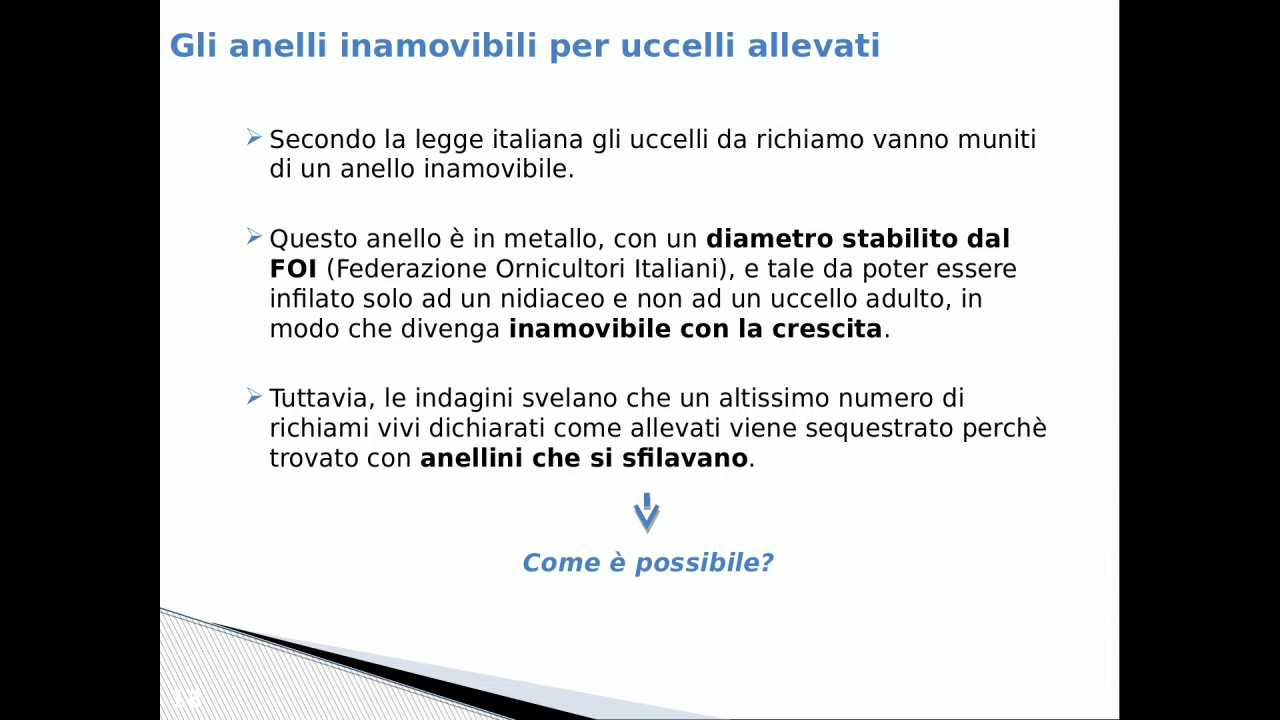 Gli anelli inamovibili per uccelli allevati
Secondo la legge italiana gli uccelli da richiamo vanno muniti
di un anello inamovibile.
Questo anello è in metallo, con un diametro stabilito dal
FOI (Federazione Ornicultori Italiani), e tale da poter essere
infilato solo ad un nidiaceo e non ad un uccello adulto, in
modo che divenga inamovibile con la crescita.
Tuttavia, le indagini svelano che un altissimo numero di
richiami vivi dichiarati come allevati viene sequestrato perchè
trovato con anellini che si sfilavano.
Come è possibile?